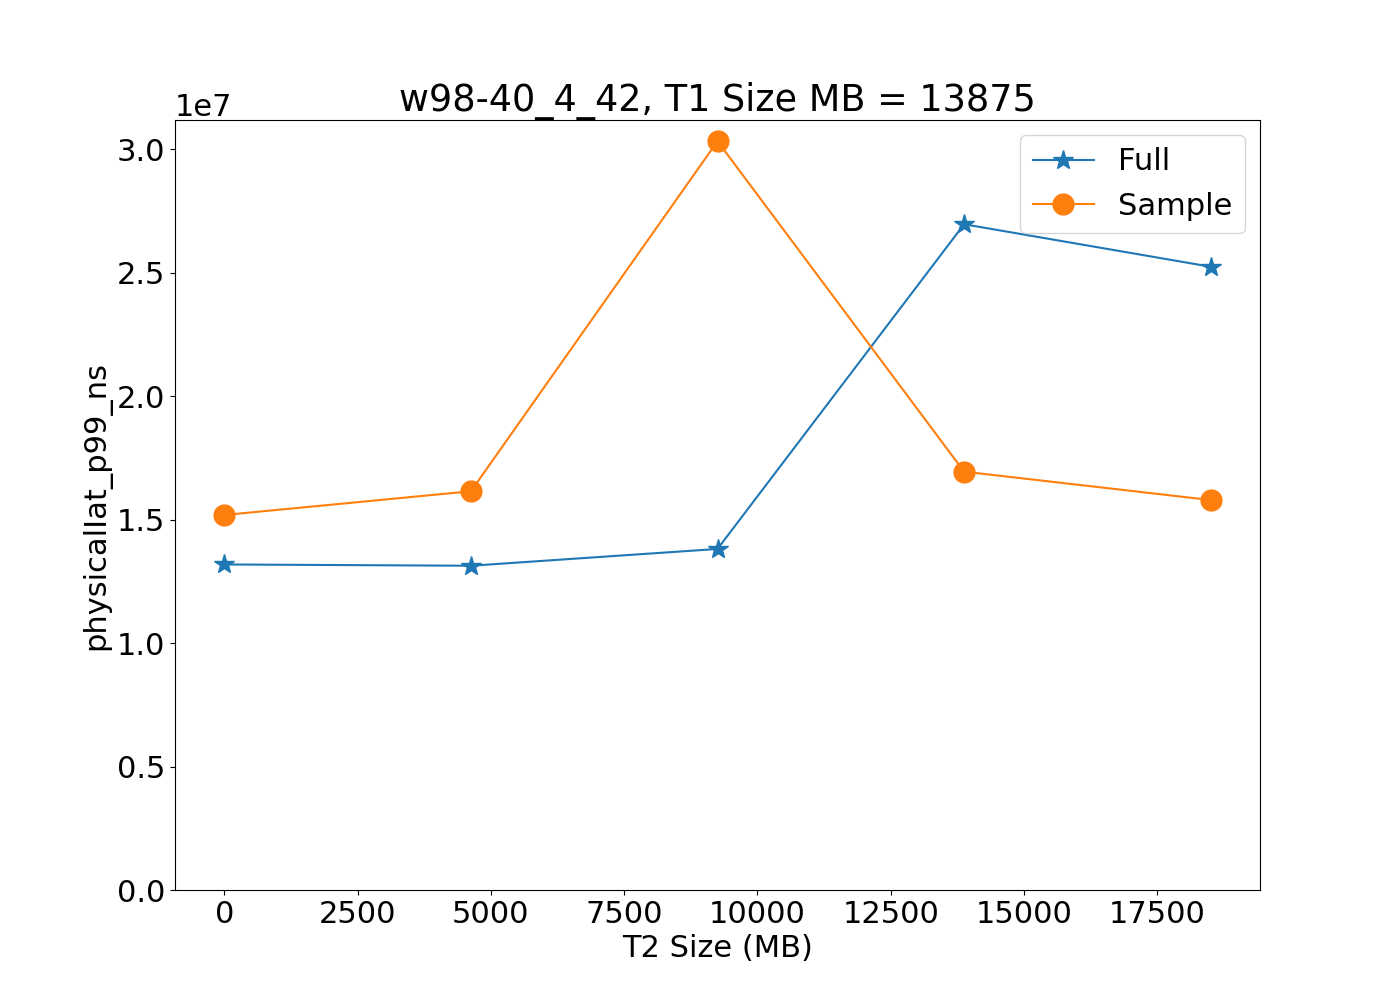 w98-40_4_42, T1 Size MB = 13875
1e7
Full
Sample
3.0
2.5
2.0
1.5
1.0
0.5
0.0
physicallat_p99_ns
0 2500 5000 7500 10000 12500 15000 17500
T2 Size (MB)